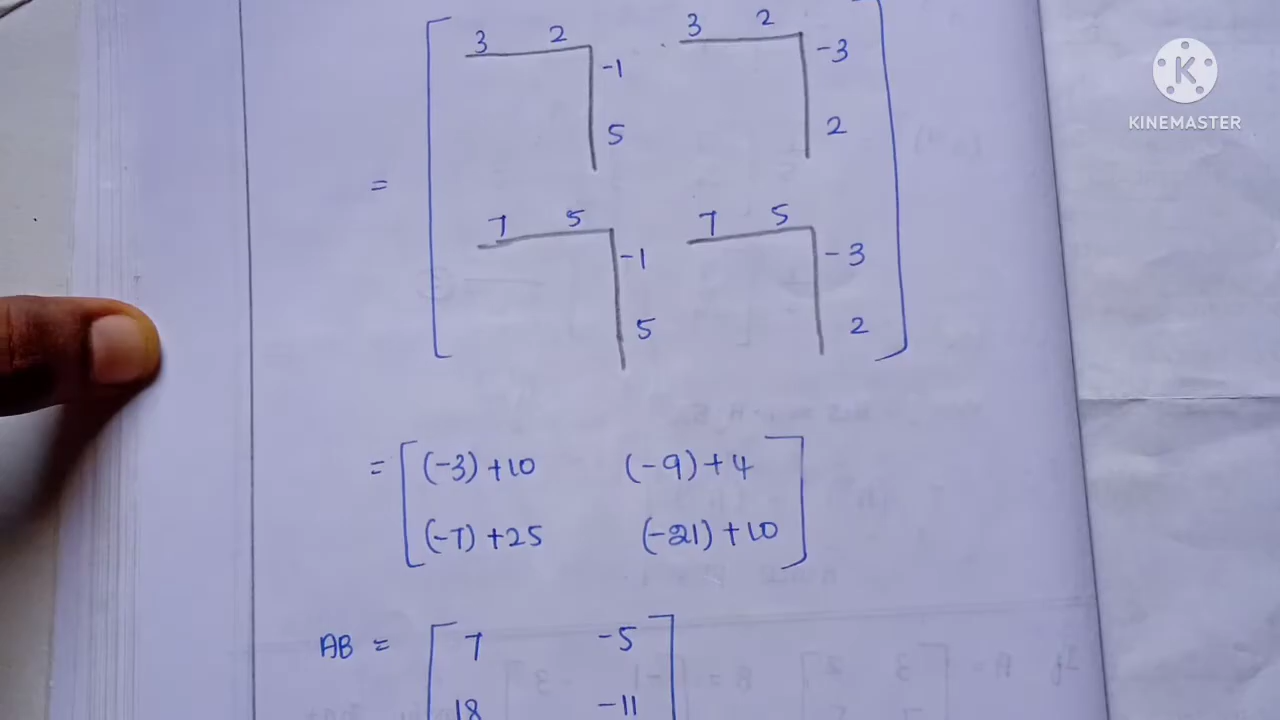 3 2 3 2
-1 -3
5 2
=
7 5 7 5
-1 -3
5 2
= [ (-3) +10 (-9) +4
(-7) +25 (-21) +10 ]
AB = [ 7 -5
18 -11 ]
KINEMASTER